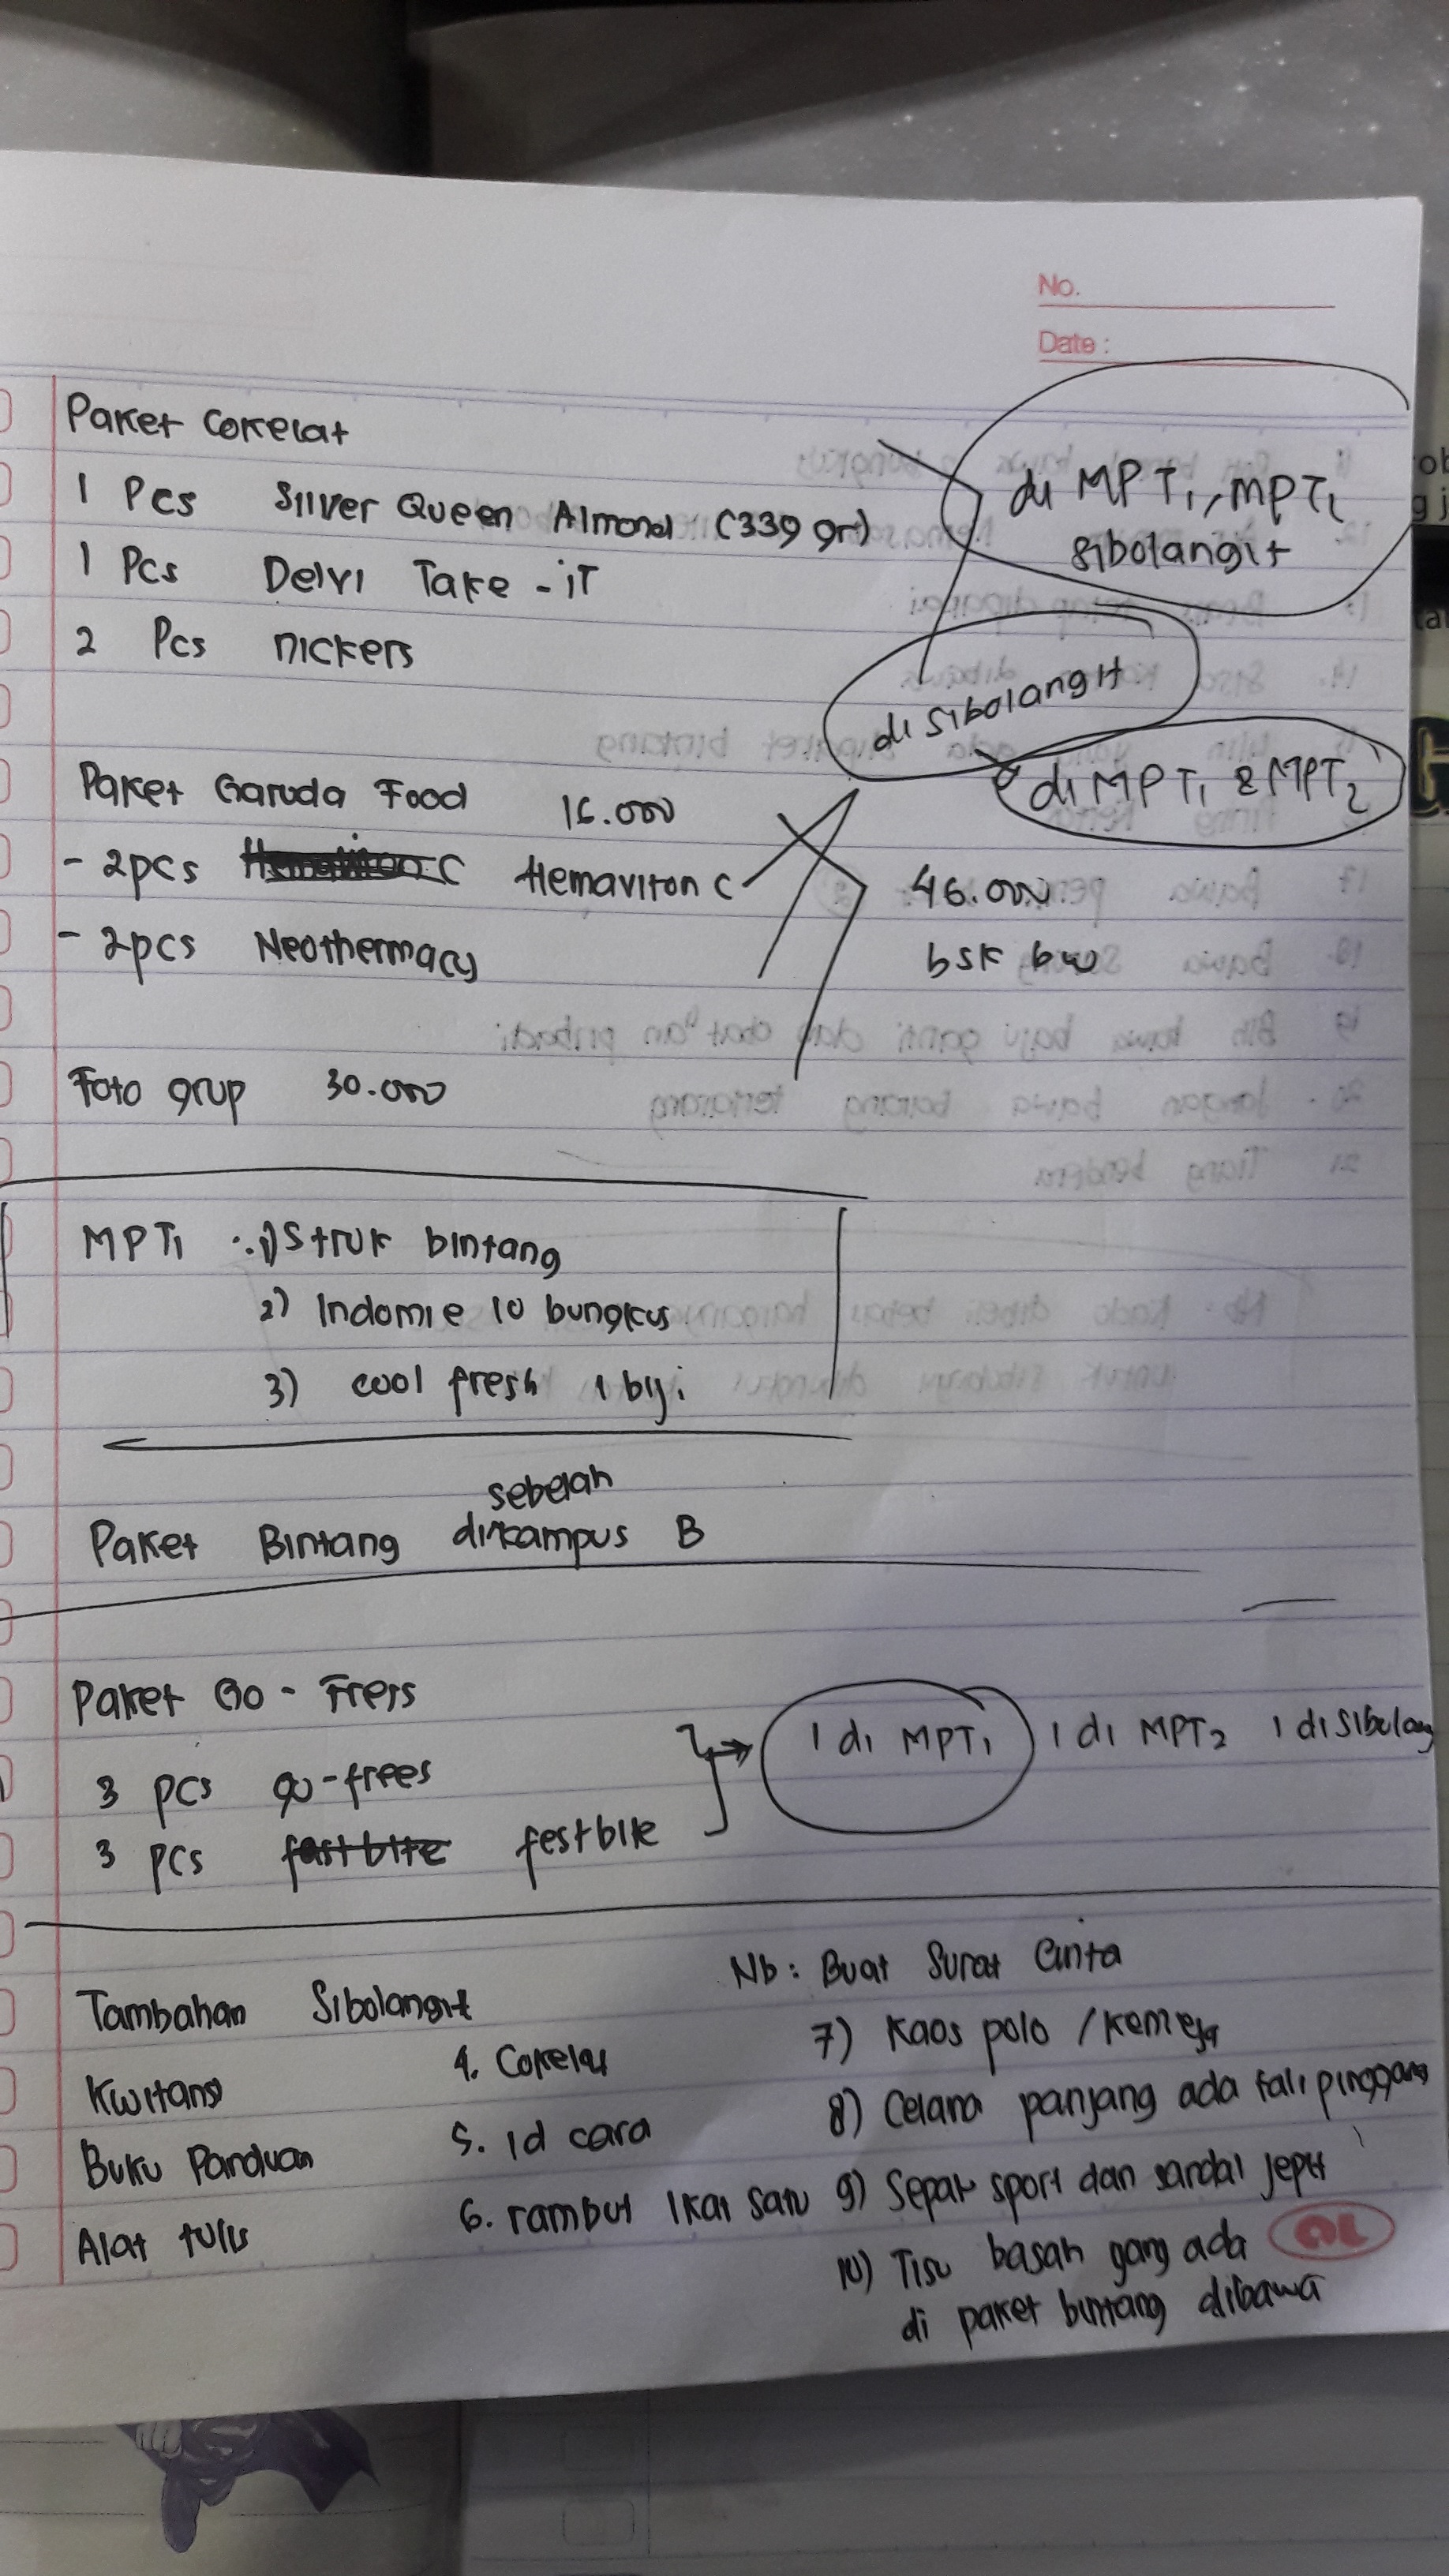 No.
Date :
Paket Cokelat
1 Pcs Silver Queen Almond (339 gr)
1 Pcs Delvi Take - iT
2 Pcs nickers
di MPT1, MPT2
sibolangit
di sibolangit
di MPT1 & MPT2
Paket Garuda Food 16.000
- 2pcs C Hemaviton C
- 2pcs Neothermacy
46.000
bsk bw
Foto grup 30.000
MPT1 : 1) Struk bintang
2) Indomie 10 bungkus
3) cool fresh 1 biji
sebelah
Paket Bintang dikampus B
Paket Go - Frers
3 pcs go-frees
3 pcs fastbite festbite
1 di MPT1 1 di MPT2 1 di Sibolang
Tambahan Sibolangit
Kwitansi
Buku Panduan
Alat tulis
4. Cokelat
5. id card
6. rambut ikat satu
Nb : Buat Surat Cinta
7) Kaos polo / kemeja
8) Celana panjang ada tali pinggang
9) Sepat sport dan sandal jepit
10) Tisu basah yang ada
di paket bintang dibawa